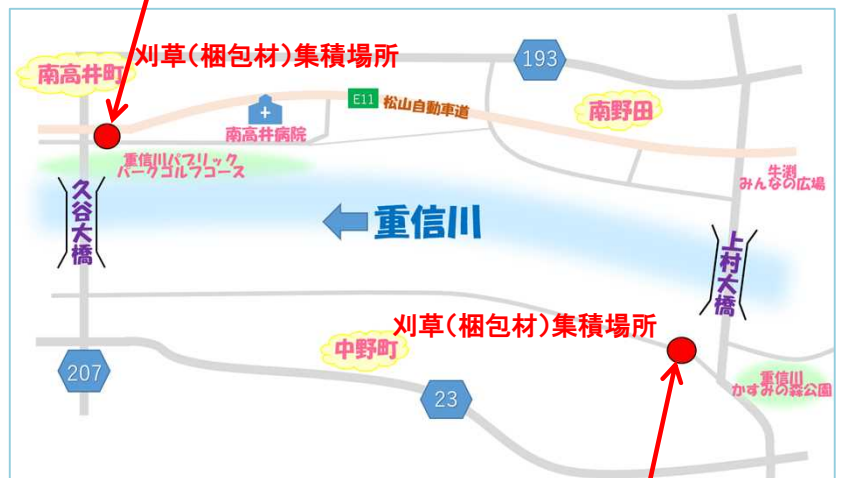 刈草(梱包材)集積場所
193
南高井町
E11 松山自動車道
南野田
南高井病院
重信川パブリック
パークゴルフコース
牛渕
みんなの広場
久谷大橋
重信川
上村大橋
刈草(梱包材)集積場所
中野町
207
23
重信川
かすみの森公園